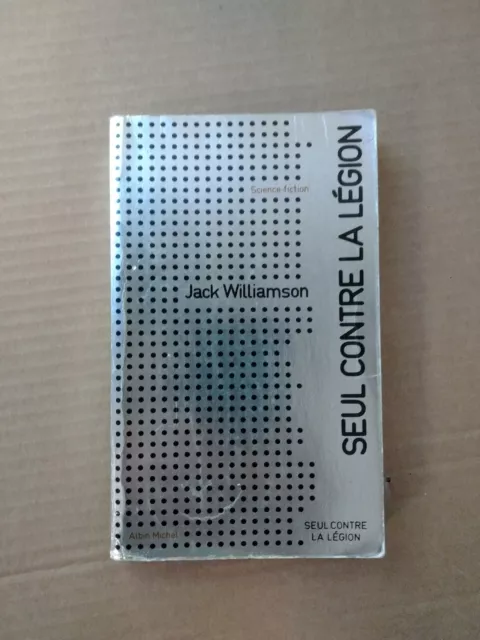 Science-fiction
Jack Williamson
SEUL CONTRE LA LÉGION
SEUL CONTRE
LA LÉGION
Albin Michel